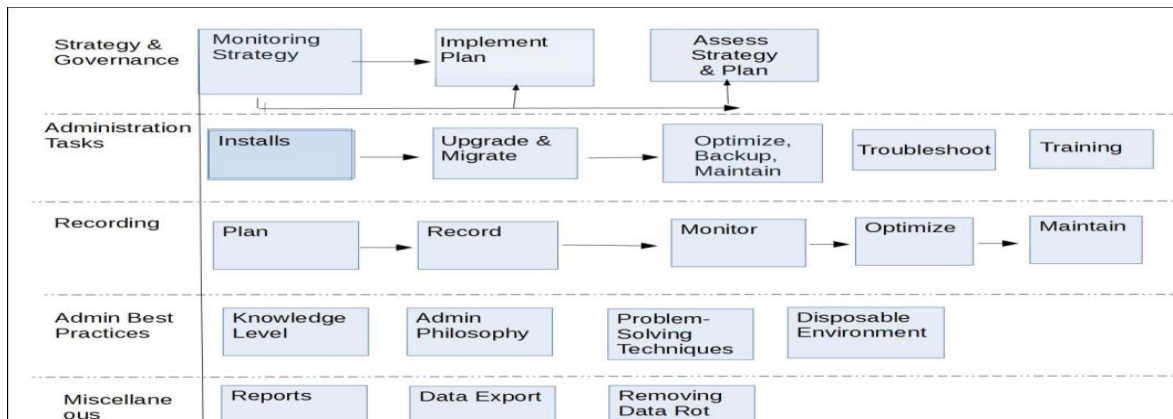 Strategy &
Governance
Monitoring
Strategy
Implement
Plan
Assess
Strategy
& Plan
Administration
Tasks
Installs
Upgrade &
Migrate
Optimize,
Backup,
Maintain
Troubleshoot
Training
Recording
Plan
Record
Monitor
Optimize
Maintain
Admin Best
Practices
Knowledge
Level
Admin
Philosophy
Problem-
Solving
Techniques
Disposable
Environment
Miscellane
ous
Reports
Data Export
Removing
Data Rot